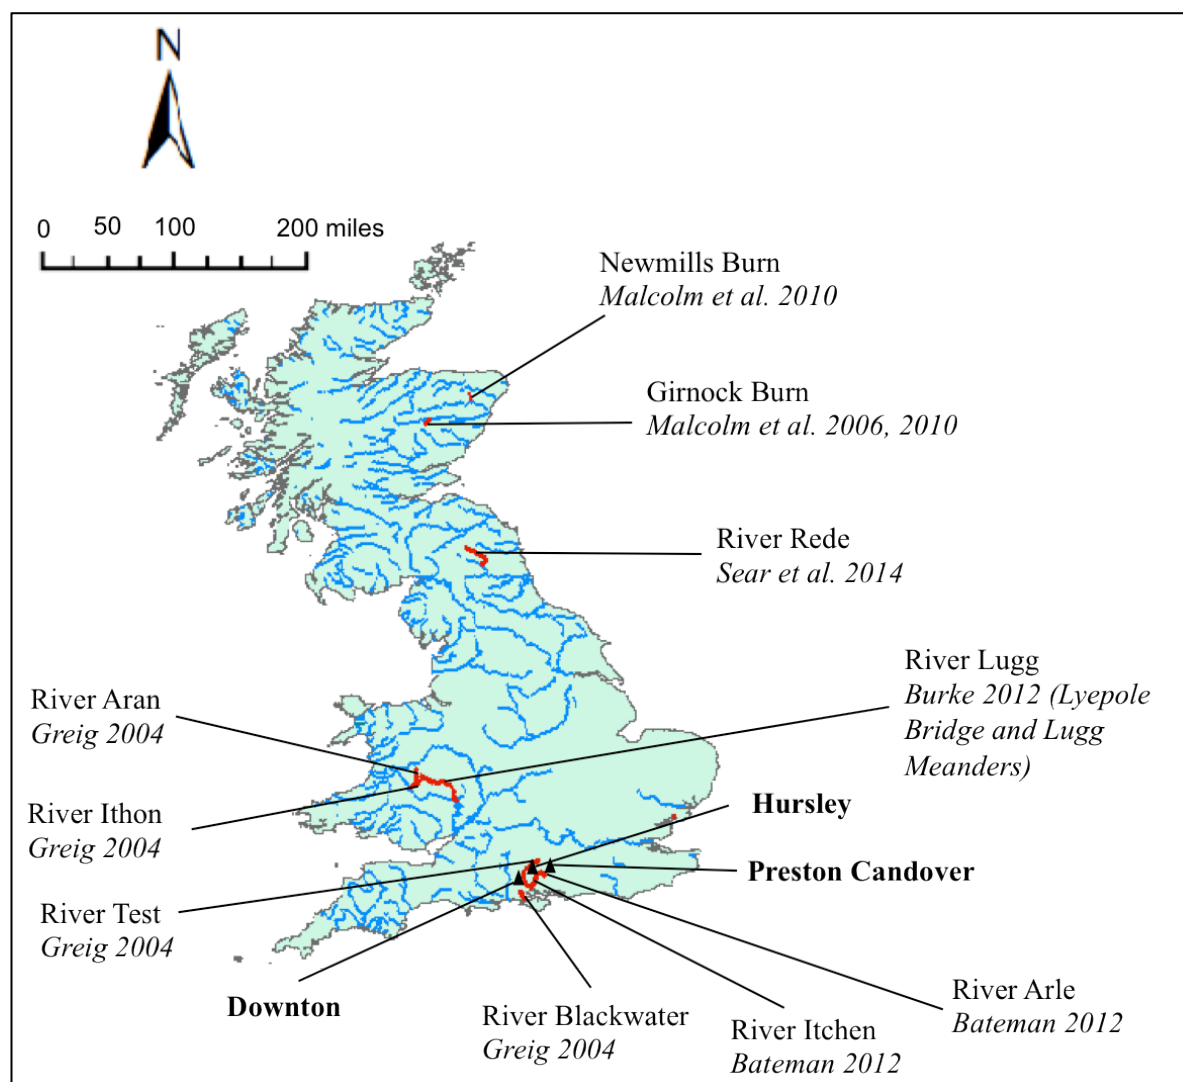 N
0 50 100 200 miles
Newmills Burn
Malcolm et al. 2010
Girnock Burn
Malcolm et al. 2006, 2010
River Rede
Sear et al. 2014
River Lugg
Burke 2012 (Lyepole
Bridge and Lugg
Meanders)
River Aran
Greig 2004
River Ithon
Greig 2004
Hursley
Preston Candover
River Test
Greig 2004
Downton
River Blackwater
Greig 2004
River Itchen
Bateman 2012
River Arle
Bateman 2012